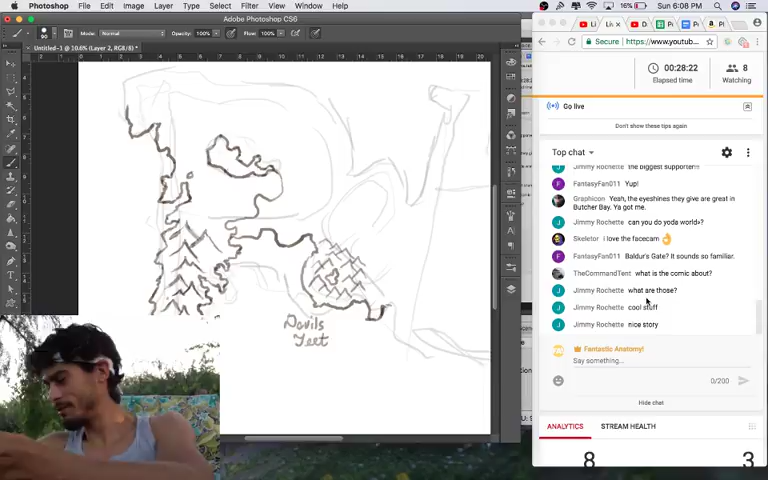 Photoshop File Edit Image Layer Type Select Filter View Window Help 16% Sun 6:08 PM
Adobe Photoshop CS6
Mode: Normal Opacity: 100% Flow: 100%
Untitled-1 @ 10.6% (Layer 2, RGB/8) *
Secure https://www.youtub
00:28:22
Elapsed time
8
Watching
Go live
Don't show these tips again
Top chat
Jimmy Rochette the biggest supporter!!
FantasyFan011 Yup!
Graphicon Yeah, the eyeshines they give are great in
Butcher Bay. Ya got me.
Jimmy Rochette can you do yoda world>?
Skeletor i love the facecam
FantasyFan011 Baldur's Gate? It sounds so familiar.
TheCommandTent what is the comic about?
Jimmy Rochette what are those?
Jimmy Rochette cool stuff
Jimmy Rochette nice story
Fantastic Anatomy!
Say something...
0/200
Hide chat
ANALYTICS STREAM HEALTH
8 3
Devils
Feet